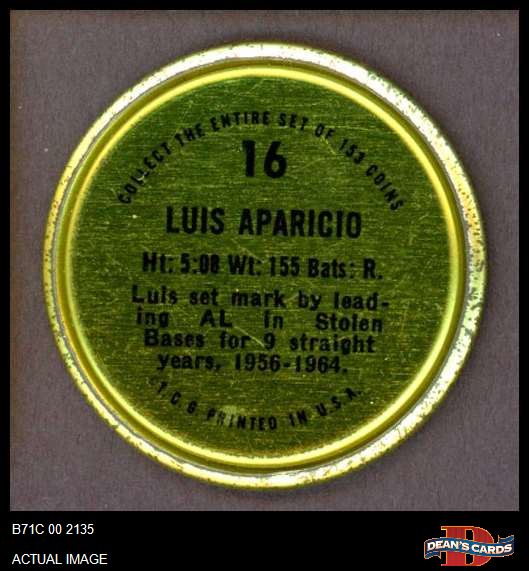 COLLECT THE ENTIRE SET OF 153 COINS
16
LUIS APARICIO
Ht: 5:08 Wt: 155 Bats: R.
Luis set mark by lead-
ing AL in Stolen
Bases for 9 straight
years, 1956-1964.
T.C.G PRINTED IN U.S.A.
B71C 00 2135
ACTUAL IMAGE
DEAN'S CARDS